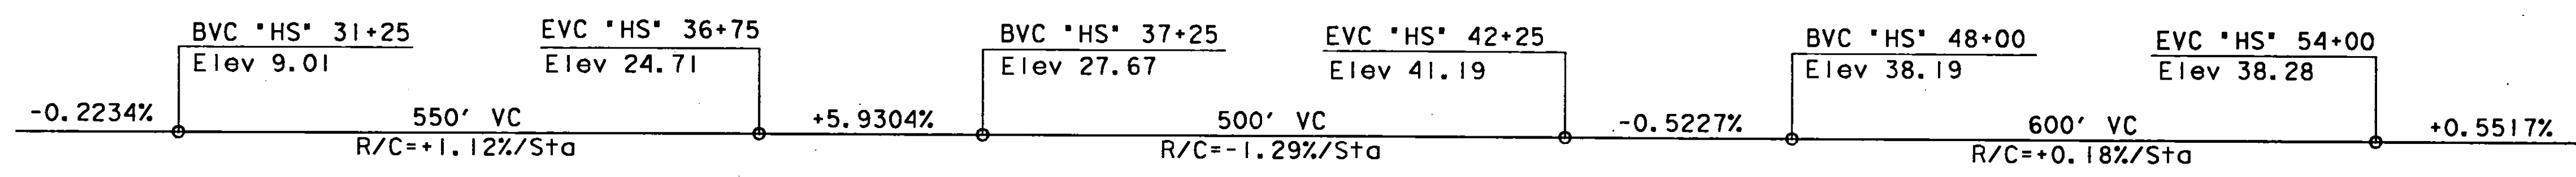 BVC "HS" 31+25
Elev 9.01
EVC "HS" 36+75
Elev 24.71
BVC "HS" 37+25
Elev 27.67
EVC "HS" 42+25
Elev 41.19
BVC "HS" 48+00
Elev 38.19
EVC "HS" 54+00
Elev 38.28
-0.2234%
550' VC
R/C=+1.12%/Sta
+5.9304%
500' VC
R/C=-1.29%/Sta
-0.5227%
600' VC
R/C=+0.18%/Sta
+0.5517%